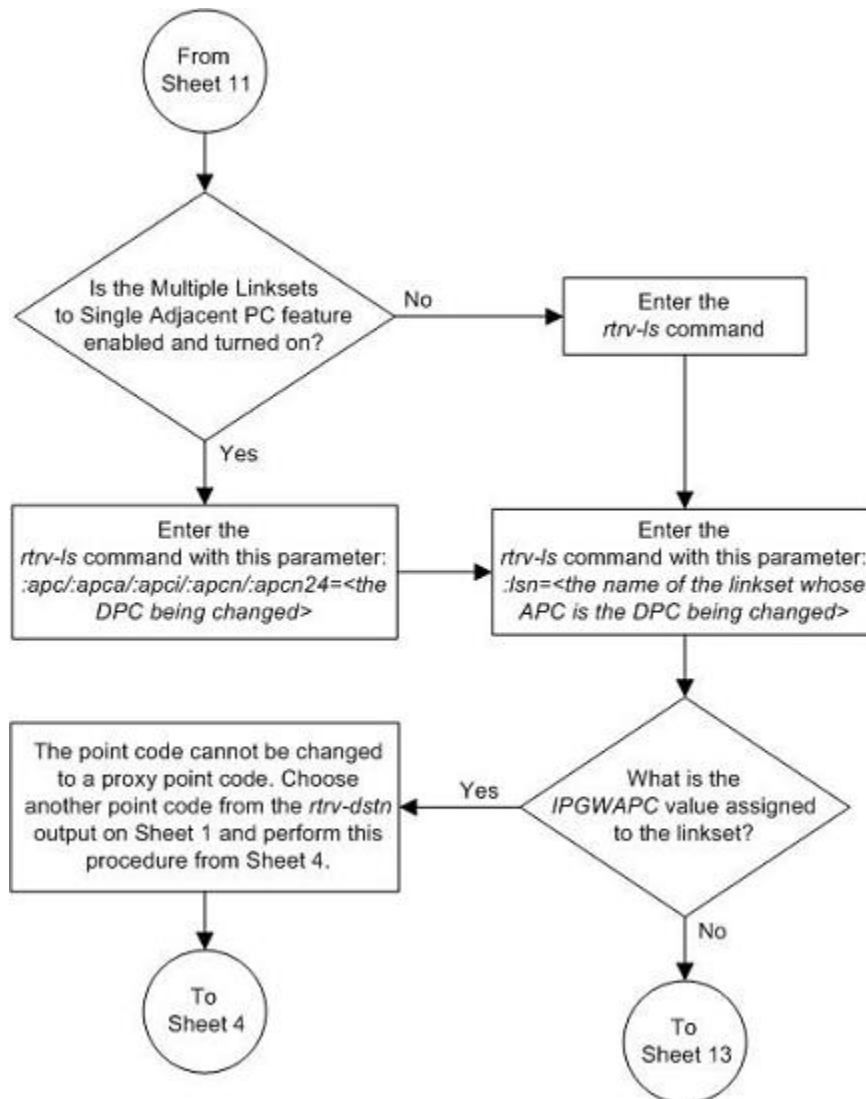 From
Sheet 11
Is the Multiple Linksets
to Single Adjacent PC feature
enabled and turned on?
No
Enter the
rtrv-ls command
Yes
Enter the
rtrv-ls command with this parameter:
:apc/:apca/:apci/:apcn/:apcn24=<the
DPC being changed>
Enter the
rtrv-ls command with this parameter:
:lsn=<the name of the linkset whose
APC is the DPC being changed>
The point code cannot be changed
to a proxy point code. Choose
another point code from the rtrv-dstn
output on Sheet 1 and perform this
procedure from Sheet 4.
Yes
What is the
IPGWAPC value assigned
to the linkset?
No
To
Sheet 4
To
Sheet 13